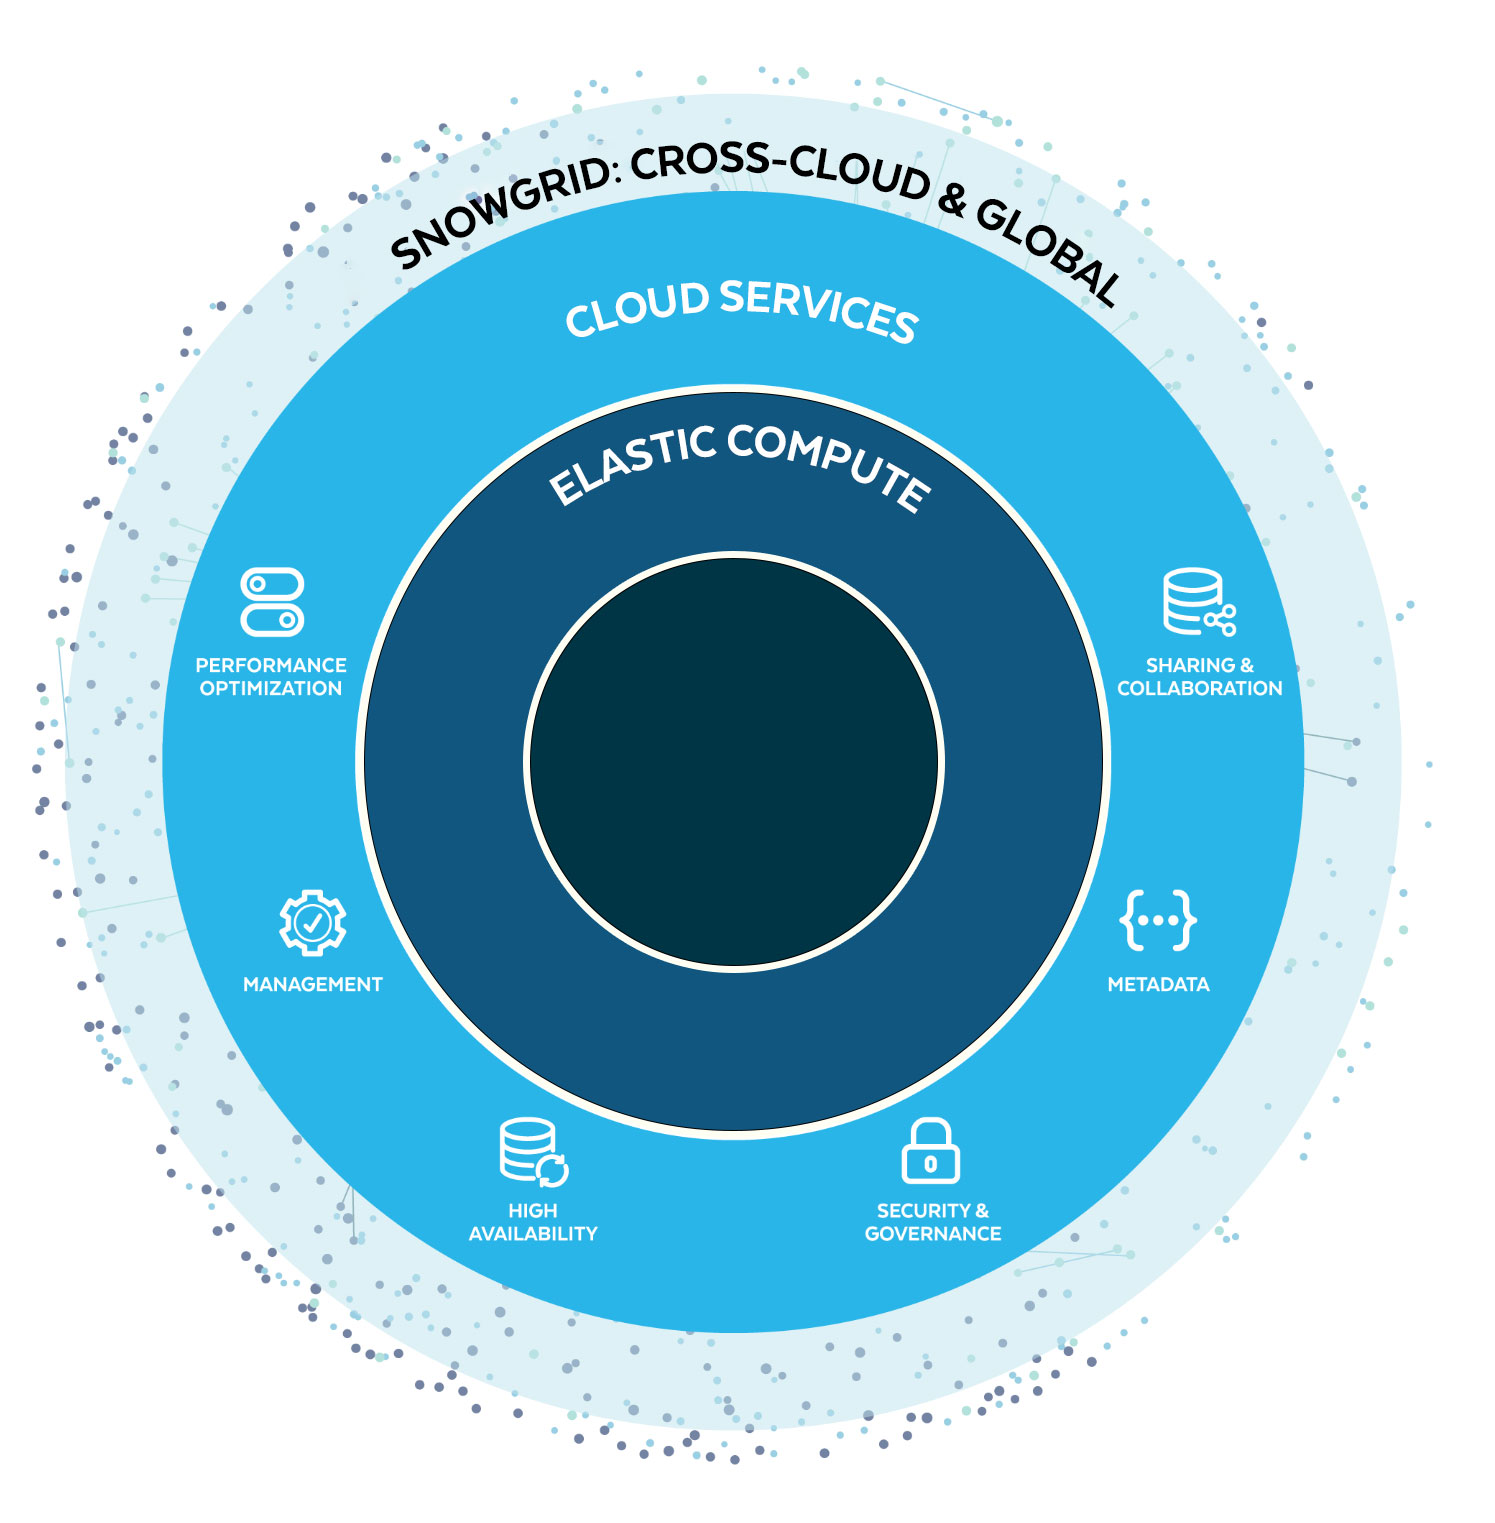 SNOWGRID: CROSS-CLOUD & GLOBAL
CLOUD SERVICES
ELASTIC COMPUTE
PERFORMANCE
OPTIMIZATION
SHARING &
COLLABORATION
MANAGEMENT
METADATA
HIGH
AVAILABILITY
SECURITY &
GOVERNANCE